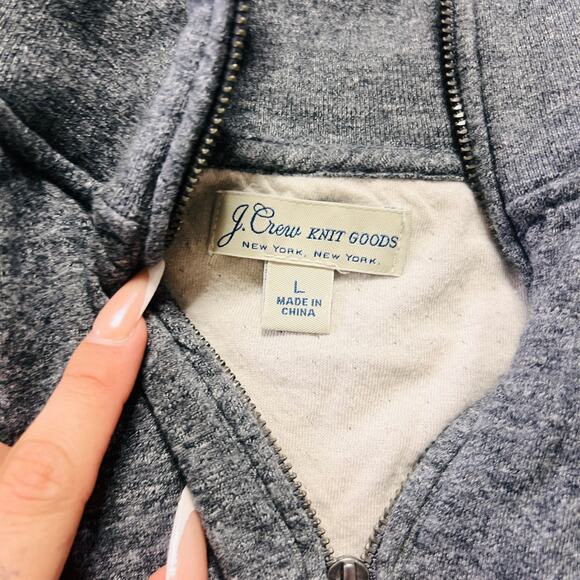 J.Crew KNIT GOODS
NEW YORK, NEW YORK.
L
MADE IN
CHINA